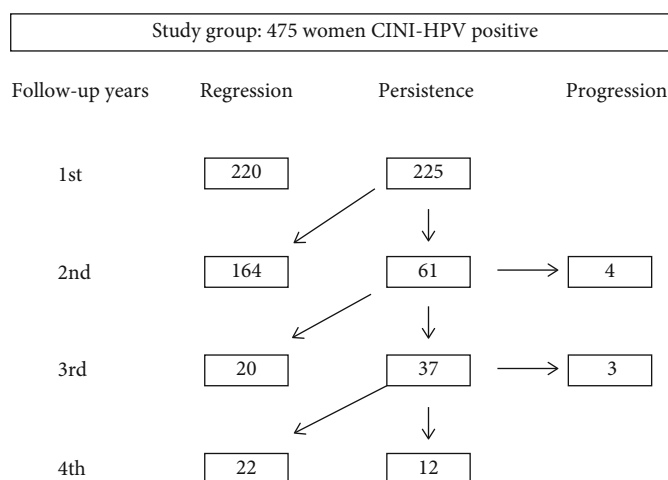 Study group: 475 women CINI-HPV positive
Follow-up years Regression Persistence Progression
1st 220 225
2nd 164 61 4
3rd 20 37 3
4th 22 12